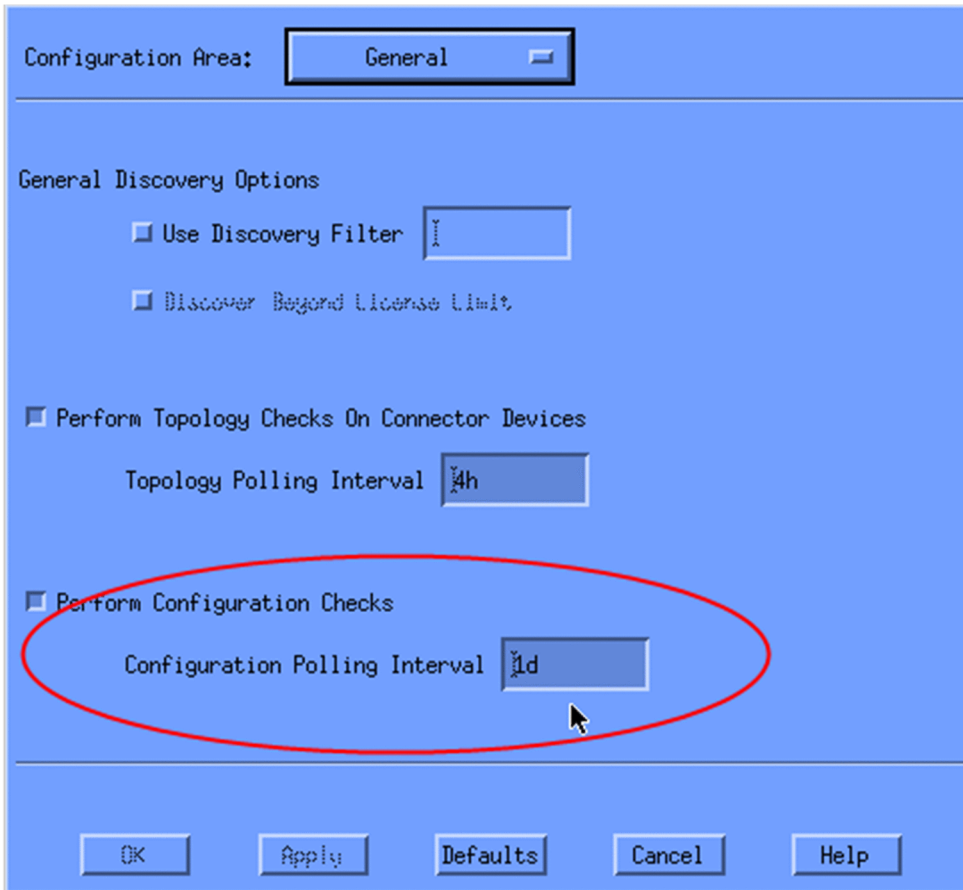 Configuration Area: General
General Discovery Options
Use Discovery Filter
Discover Beyond License Limit
Perform Topology Checks On Connector Devices
Topology Polling Interval 4h
Perform Configuration Checks
Configuration Polling Interval 1d
OK Apply Defaults Cancel Help